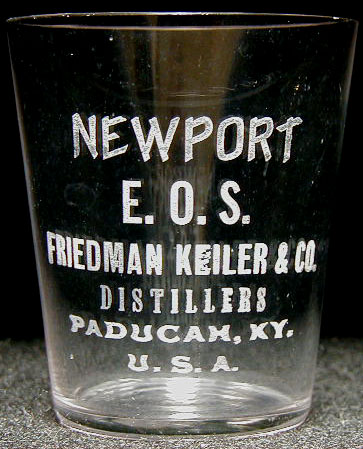 NEWPORT
E. O. S.
FRIEDMAN KEILER & CO.
DISTILLERS
PADUCAH, KY.
U. S. A.